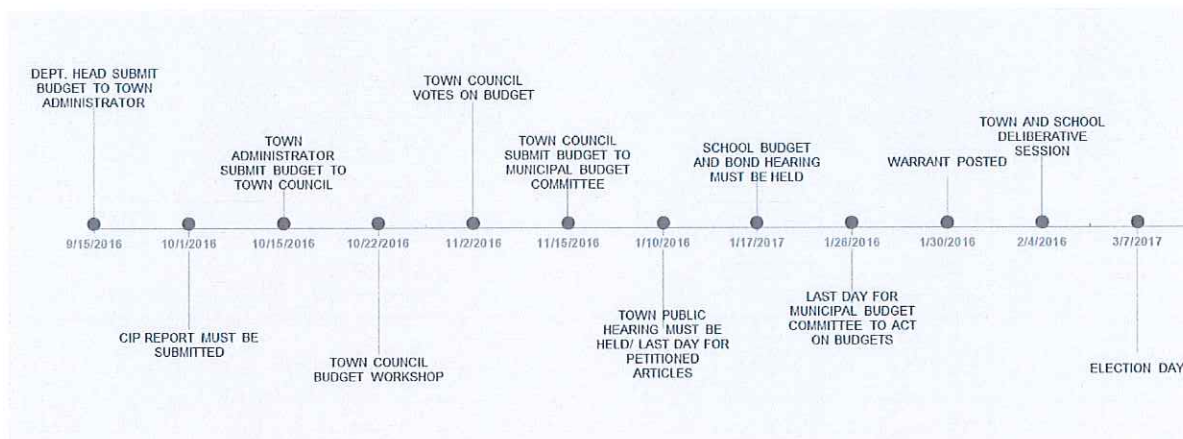 DEPT. HEAD SUBMIT
BUDGET TO TOWN
ADMINISTRATOR
TOWN
ADMINISTRATOR
SUBMIT BUDGET TO
TOWN COUNCIL
TOWN COUNCIL
VOTES ON BUDGET
TOWN COUNCIL
SUBMIT BUDGET TO
MUNICIPAL BUDGET
COMMITTEE
SCHOOL BUDGET
AND BOND HEARING
MUST BE HELD
WARRANT POSTED
TOWN AND SCHOOL
DELIBERATIVE
SESSION
9/15/2016
10/1/2016
10/15/2016
10/22/2016
11/2/2016
11/15/2016
1/10/2016
1/17/2017
1/26/2016
1/30/2016
2/4/2016
3/7/2017
CIP REPORT MUST BE
SUBMITTED
TOWN COUNCIL
BUDGET WORKSHOP
TOWN PUBLIC
HEARING MUST BE
HELD/ LAST DAY FOR
PETITIONED
ARTICLES
LAST DAY FOR
MUNICIPAL BUDGET
COMMITTEE TO ACT
ON BUDGETS
ELECTION DAY